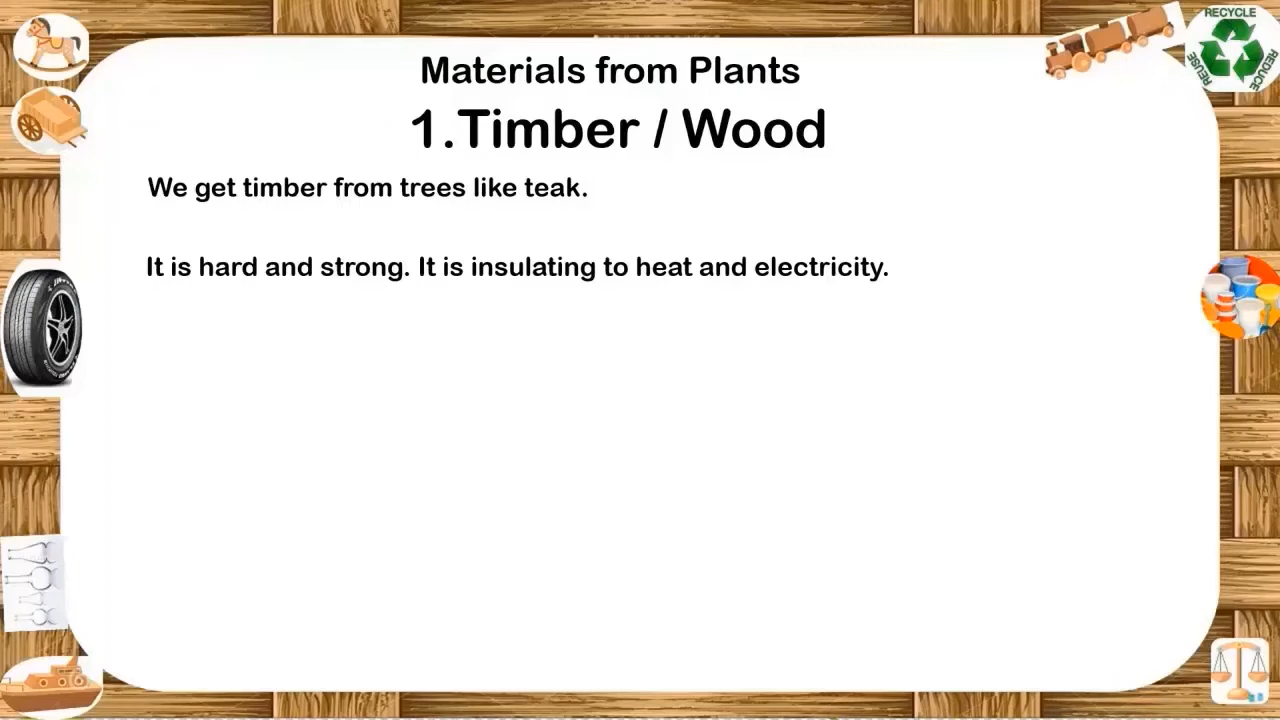 Materials from Plants
1.Timber / Wood
We get timber from trees like teak.
It is hard and strong. It is insulating to heat and electricity.
RECYCLE
REUSE
REDUCE